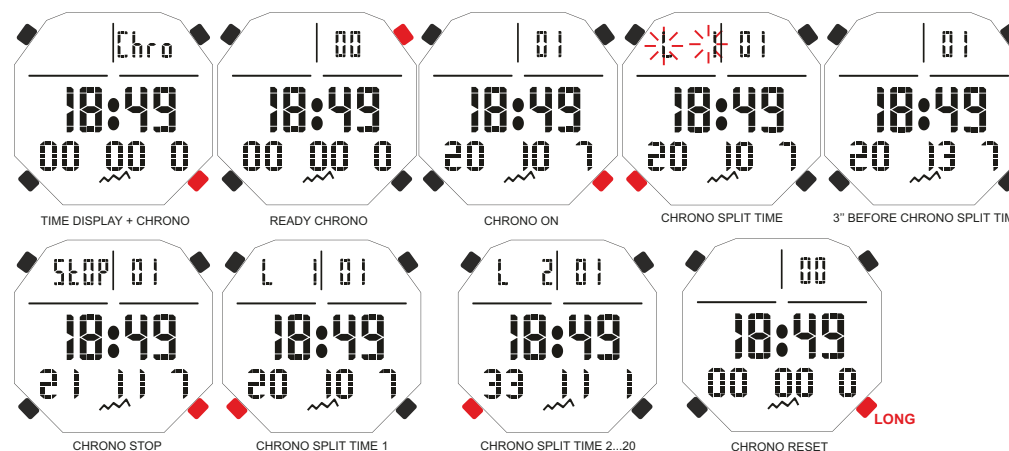 Chro
18:49
00 00 0
TIME DISPLAY + CHRONO
00
18:49
00 00 0
READY CHRONO
01
18:49
20 10 7
CHRONO ON
L 1 01
18:49
20 10 7
CHRONO SPLIT TIME
01
18:49
20 13 7
3" BEFORE CHRONO SPLIT TIM
StOP 01
18:49
21 11 7
CHRONO STOP
L 1 01
18:49
20 10 7
CHRONO SPLIT TIME 1
L 2 01
18:49
33 11 1
CHRONO SPLIT TIME 2...20
00
18:49
00 00 0
LONG
CHRONO RESET